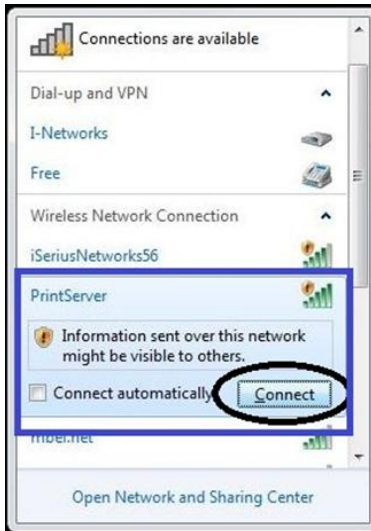 Connections are available
Dial-up and VPN
I-Networks
Free
Wireless Network Connection
iSeriusNetworks56
PrintServer
Information sent over this network
might be visible to others.
Connect automatically
Connect
mbel.net
Open Network and Sharing Center